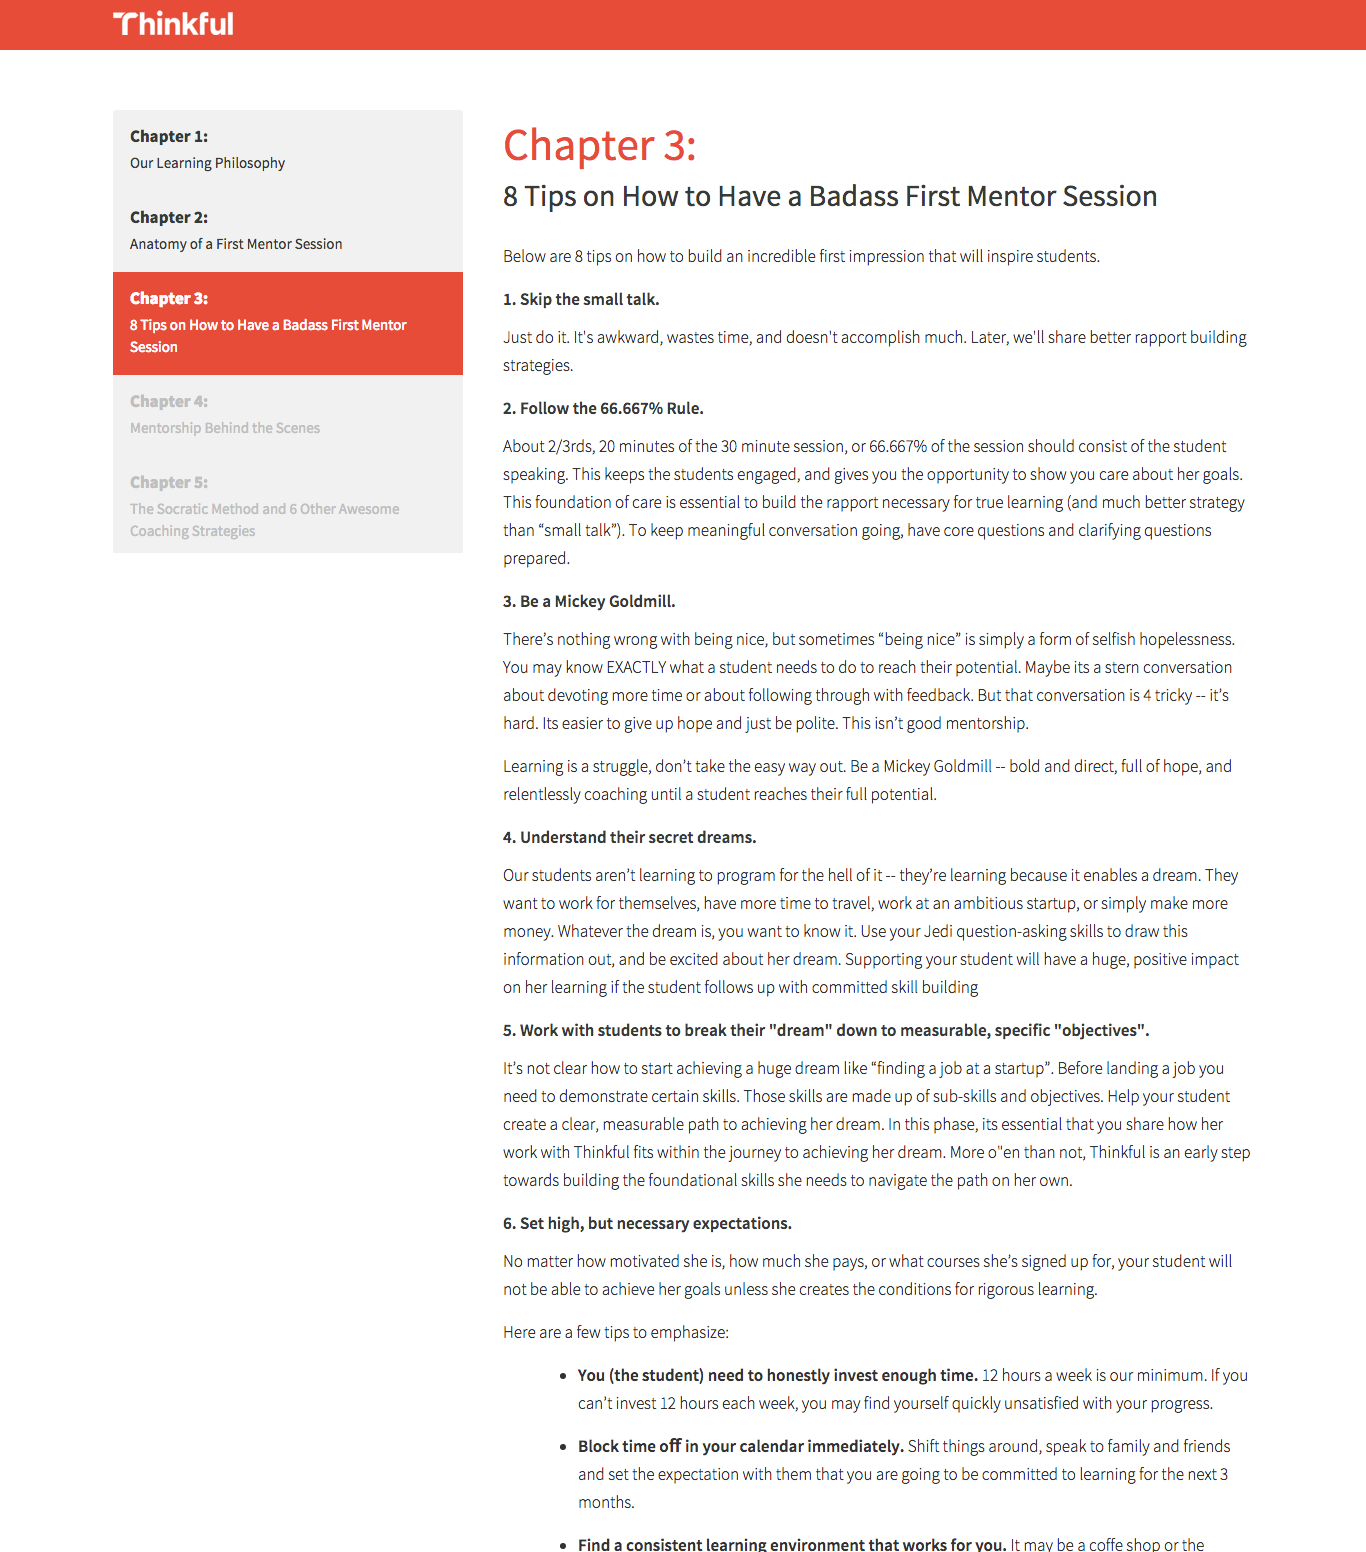 Thinkful
Chapter 1:
Our Learning Philosophy
Chapter 2:
Anatomy of a First Mentor Session
Chapter 3:
8 Tips on How to Have a Badass First Mentor
Session
Chapter 4:
Mentorship Behind the Scenes
Chapter 5:
The Socratic Method and 6 Other Awesome
Coaching Strategies
Chapter 3:
8 Tips on How to Have a Badass First Mentor Session
Below are 8 tips on how to build an incredible first impression that will inspire students.
1. Skip the small talk.
Just do it. It's awkward, wastes time, and doesn't accomplish much. Later, we'll share better rapport building
strategies.
2. Follow the 66.667% Rule.
About 2/3rds, 20 minutes of the 30 minute session, or 66.667% of the session should consist of the student
speaking. This keeps the students engaged, and gives you the opportunity to show you care about her goals.
This foundation of care is essential to build the rapport necessary for true learning (and much better strategy
than “small talk”). To keep meaningful conversation going, have core questions and clarifying questions
prepared.
3. Be a Mickey Goldmill.
There’s nothing wrong with being nice, but sometimes “being nice” is simply a form of selfish hopelessness.
You may know EXACTLY what a student needs to do to reach their potential. Maybe its a stern conversation
about devoting more time or about following through with feedback. But that conversation is 4 tricky -- it’s
hard. Its easier to give up hope and just be polite. This isn’t good mentorship.
Learning is a struggle, don’t take the easy way out. Be a Mickey Goldmill -- bold and direct, full of hope, and
relentlessly coaching until a student reaches their full potential.
4. Understand their secret dreams.
Our students aren’t learning to program for the hell of it -- they’re learning because it enables a dream. They
want to work for themselves, have more time to travel, work at an ambitious startup, or simply make more
money. Whatever the dream is, you want to know it. Use your Jedi question-asking skills to draw this
information out, and be excited about her dream. Supporting your student will have a huge, positive impact
on her learning if the student follows up with committed skill building
5. Work with students to break their "dream" down to measurable, specific "objectives".
It’s not clear how to start achieving a huge dream like “finding a job at a startup”. Before landing a job you
need to demonstrate certain skills. Those skills are made up of sub-skills and objectives. Help your student
create a clear, measurable path to achieving her dream. In this phase, its essential that you share how her
work with Thinkful fits within the journey to achieving her dream. More o"en than not, Thinkful is an early step
towards building the foundational skills she needs to navigate the path on her own.
6. Set high, but necessary expectations.
No matter how motivated she is, how much she pays, or what courses she’s signed up for, your student will
not be able to achieve her goals unless she creates the conditions for rigorous learning.
Here are a few tips to emphasize:
• You (the student) need to honestly invest enough time. 12 hours a week is our minimum. If you
can’t invest 12 hours each week, you may find yourself quickly unsatisfied with your progress.
• Block time off in your calendar immediately. Shift things around, speak to family and friends
and set the expectation with them that you are going to be committed to learning for the next 3
months.
• Find a consistent learning environment that works for you. It may be a coffe shop or the